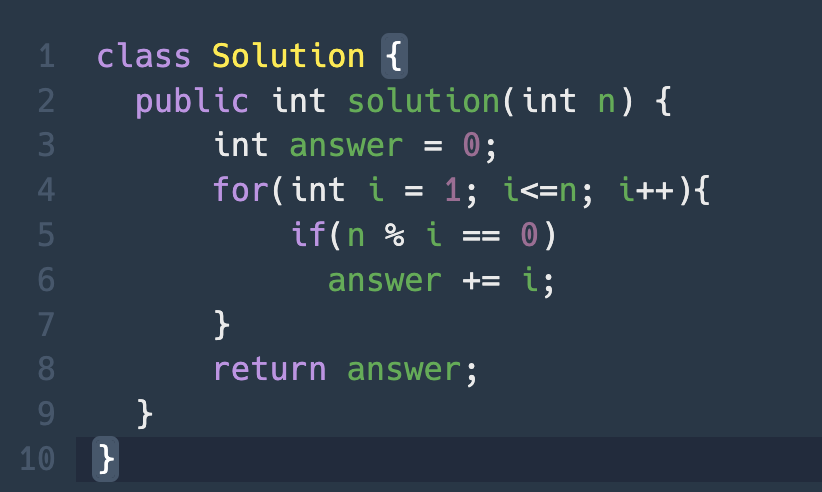 1 class Solution {
2   public int solution(int n) {
3       int answer = 0;
4       for(int i = 1; i<=n; i++){
5           if(n % i == 0)
6             answer += i;
7       }
8       return answer;
9   }
10 }